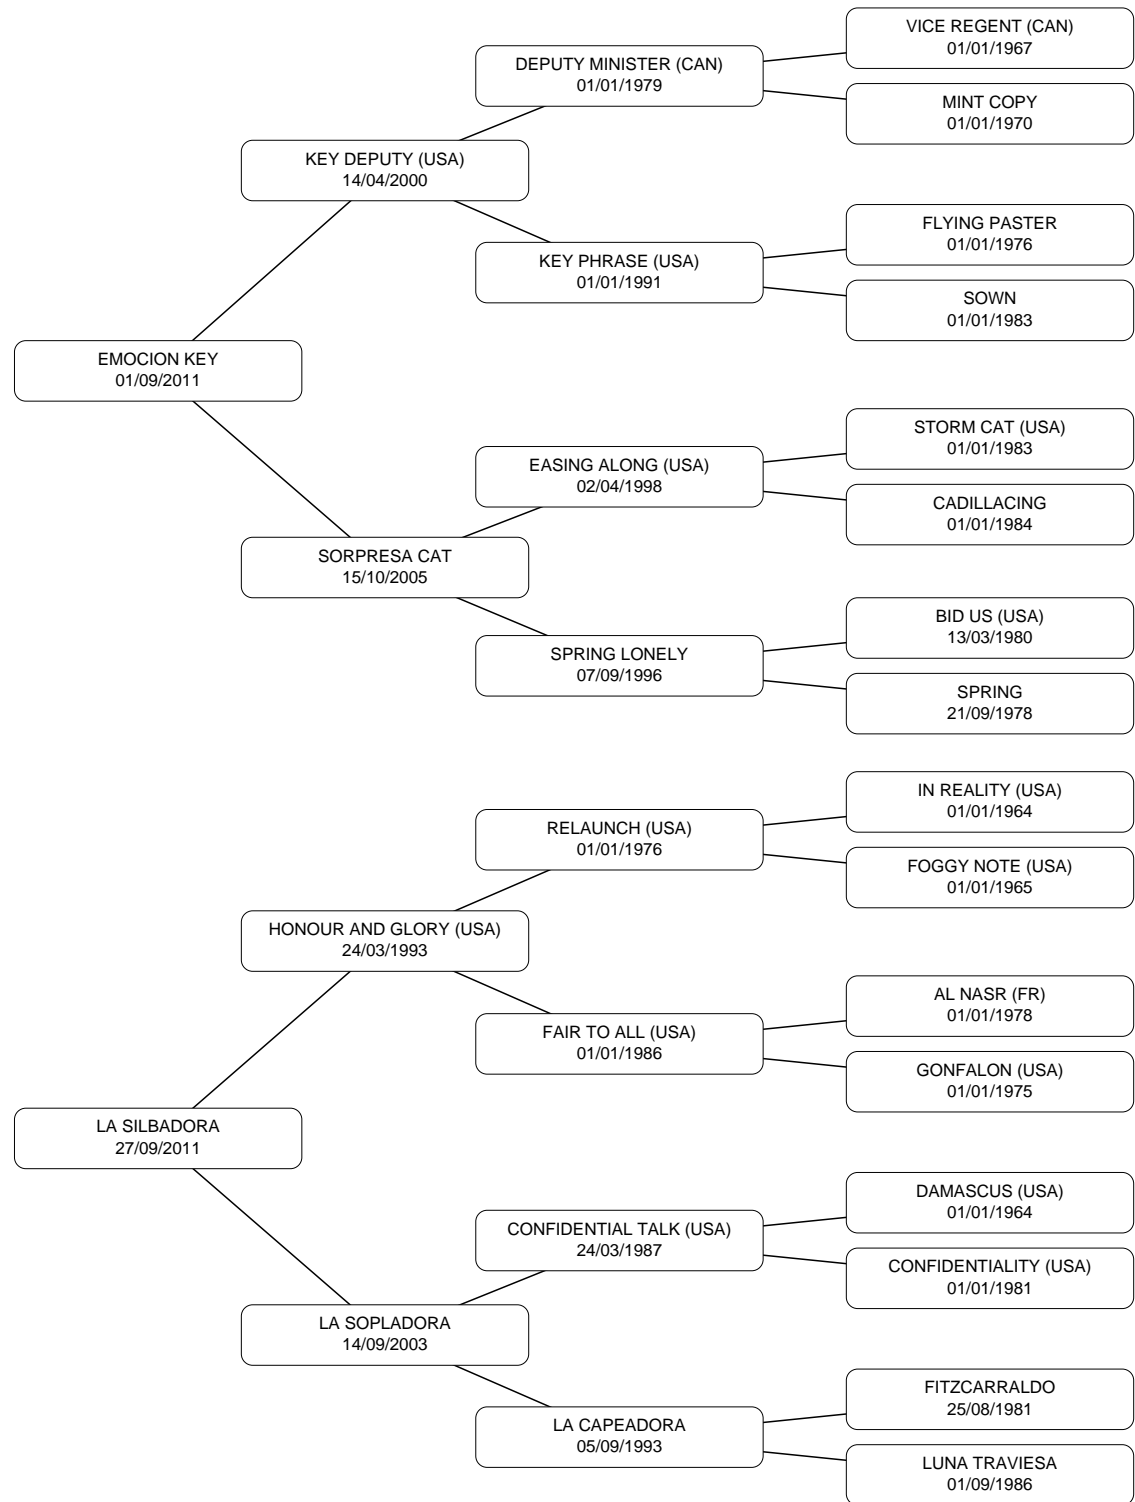 VICE REGENT (CAN)
01/01/1967
DEPUTY MINISTER (CAN)
01/01/1979
MINT COPY
01/01/1970
KEY DEPUTY (USA)
14/04/2000
FLYING PASTER
01/01/1976
KEY PHRASE (USA)
01/01/1991
SOWN
01/01/1983
EMOCION KEY
01/09/2011
STORM CAT (USA)
01/01/1983
EASING ALONG (USA)
02/04/1998
CADILLACING
01/01/1984
SORPRESA CAT
15/10/2005
BID US (USA)
13/03/1980
SPRING LONELY
07/09/1996
SPRING
21/09/1978
IN REALITY (USA)
01/01/1964
RELAUNCH (USA)
01/01/1976
FOGGY NOTE (USA)
01/01/1965
HONOUR AND GLORY (USA)
24/03/1993
AL NASR (FR)
01/01/1978
FAIR TO ALL (USA)
01/01/1986
GONFALON (USA)
01/01/1975
LA SILBADORA
27/09/2011
DAMASCUS (USA)
01/01/1964
CONFIDENTIAL TALK (USA)
24/03/1987
CONFIDENTIALITY (USA)
01/01/1981
LA SOPLADORA
14/09/2003
FITZCARRALDO
25/08/1981
LA CAPEADORA
05/09/1993
LUNA TRAVIESA
01/09/1986